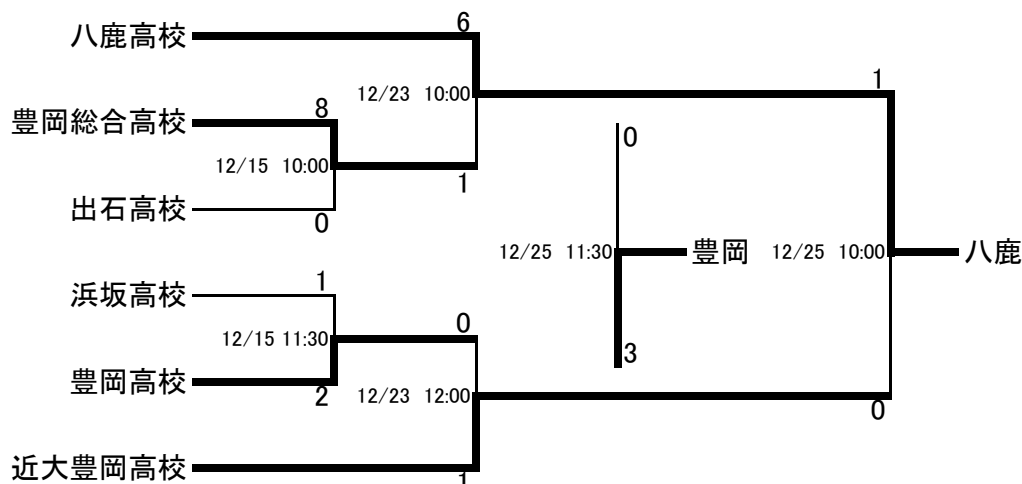 八鹿高校
6
12/23 10:00
1
豊岡総合高校
8
12/15 10:00
1
出石高校
0
0
12/25 11:30
豊岡
12/25 10:00
八鹿
浜坂高校
1
12/15 11:30
0
3
豊岡高校
2
12/23 12:00
0
近大豊岡高校
1